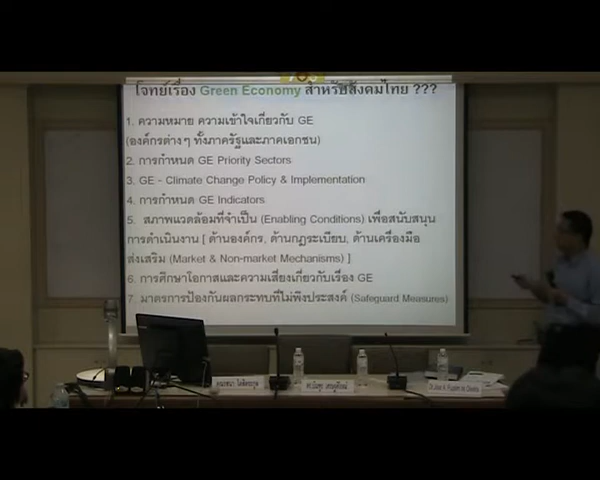 โจทย์เรื่อง Green Economy สำหรับสังคมไทย ???
1. ความหมาย ความเข้าใจเกี่ยวกับ GE
(องค์กรต่างๆ ทั้งภาครัฐและภาคเอกชน)
2. การกำหนด GE Priority Sectors
3. GE - Climate Change Policy & Implementation
4. การกำหนด GE Indicators
5. สภาพแวดล้อมที่จำเป็น (Enabling Conditions) เพื่อสนับสนุน
การดำเนินงาน [ ด้านองค์กร, ด้านกฎระเบียบ, ด้านเครื่องมือ
ส่งเสริม (Market & Non-market Mechanisms) ]
6. การศึกษาโอกาสและความเสี่ยงเกี่ยวกับเรื่อง GE
7. มาตรการป้องกันผลกระทบที่ไม่พึงประสงค์ (Safeguard Measures)